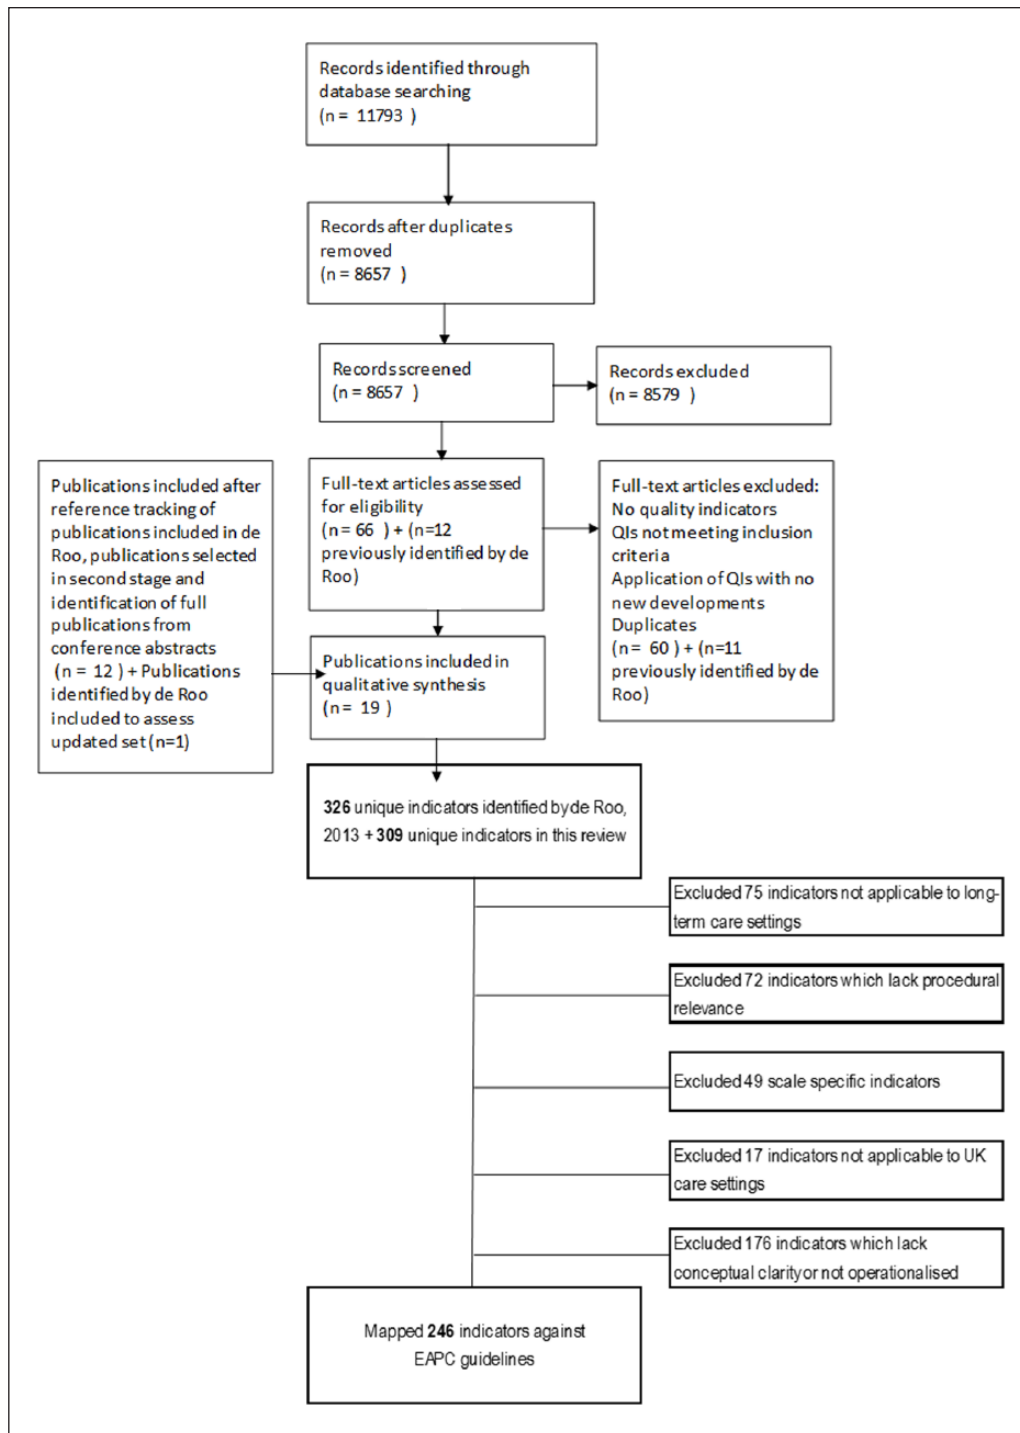 Records identified through
database searching
(n = 11793 )
Records after duplicates
removed
(n = 8657 )
Records screened
(n = 8657 )
Records excluded
(n = 8579 )
Publications included after
reference tracking of
publications included in de
Roo, publications selected
in second stage and
identification of full
publications from
conference abstracts
(n = 12 ) + Publications
identified by de Roo
included to assess
updated set (n=1)
Full-text articles assessed
for eligibility
(n = 66 ) + (n=12
previously identified by de
Roo)
Full-text articles excluded:
No quality indicators
QIs not meeting inclusion
criteria
Application of QIs with no
new developments
Duplicates
(n = 60 ) + (n=11
previously identified by de
Roo)
Publications included in
qualitative synthesis
(n = 19 )
326 unique indicators identified by de Roo,
2013 + 309 unique indicators in this review
Excluded 75 indicators not applicable to long-
term care settings
Excluded 72 indicators which lack procedural
relevance
Excluded 49 scale specific indicators
Excluded 17 indicators not applicable to UK
care settings
Excluded 176 indicators which lack
conceptual clarity or not operationalised
Mapped 246 indicators against
EAPC guidelines